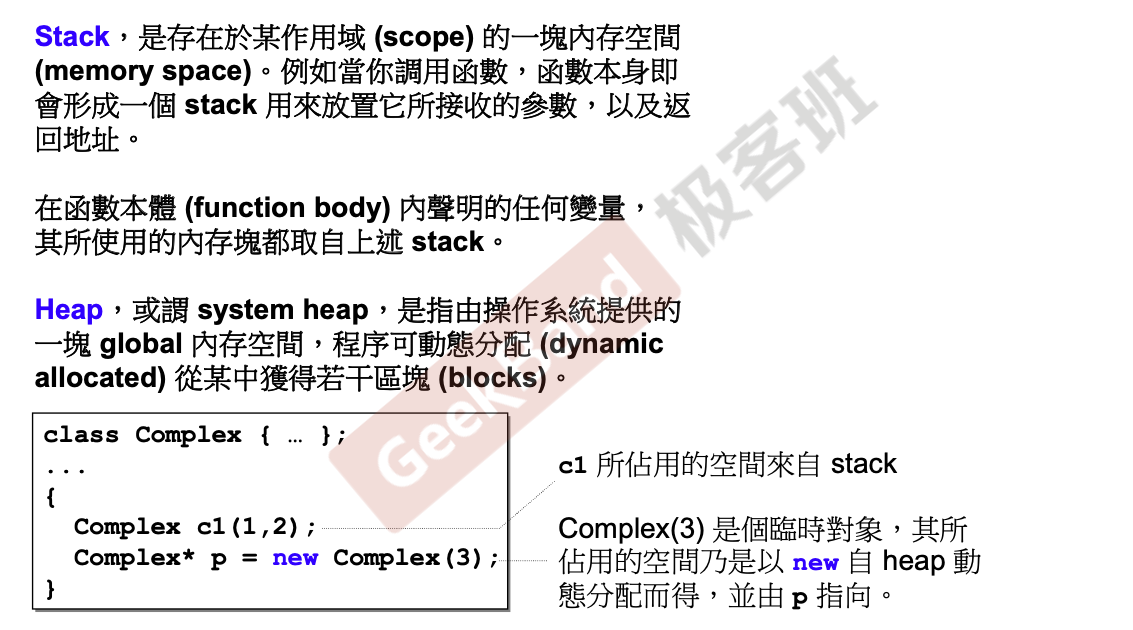 Stack，是存在於某作用域 (scope) 的一塊內存空間
(memory space)。例如當你調用函數，函數本身即
會形成一個 stack 用來放置它所接收的參數，以及返
回地址。
在函數本體 (function body) 內聲明的任何變量，
其所使用的內存塊都取自上述 stack。
Heap，或謂 system heap，是指由操作系統提供的
一塊 global 內存空間，程序可動態分配 (dynamic
allocated) 從某中獲得若干區塊 (blocks)。
class Complex { … };
...
{
  Complex c1(1,2);
  Complex* p = new Complex(3);
}
c1 所佔用的空間來自 stack
Complex(3) 是個臨時對象，其所
佔用的空間乃是以 new 自 heap 動
態分配而得，並由 p 指向。
GeekBand 极客班